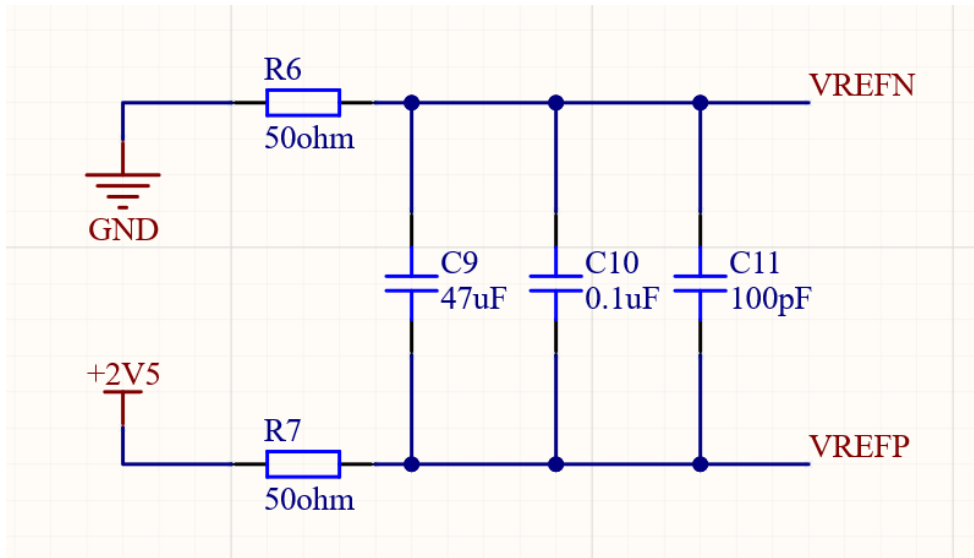 R6
VREFN
50ohm
GND
C9
C10
C11
47uF
0.1uF
100pF
+2V5
R7
VREFP
50ohm